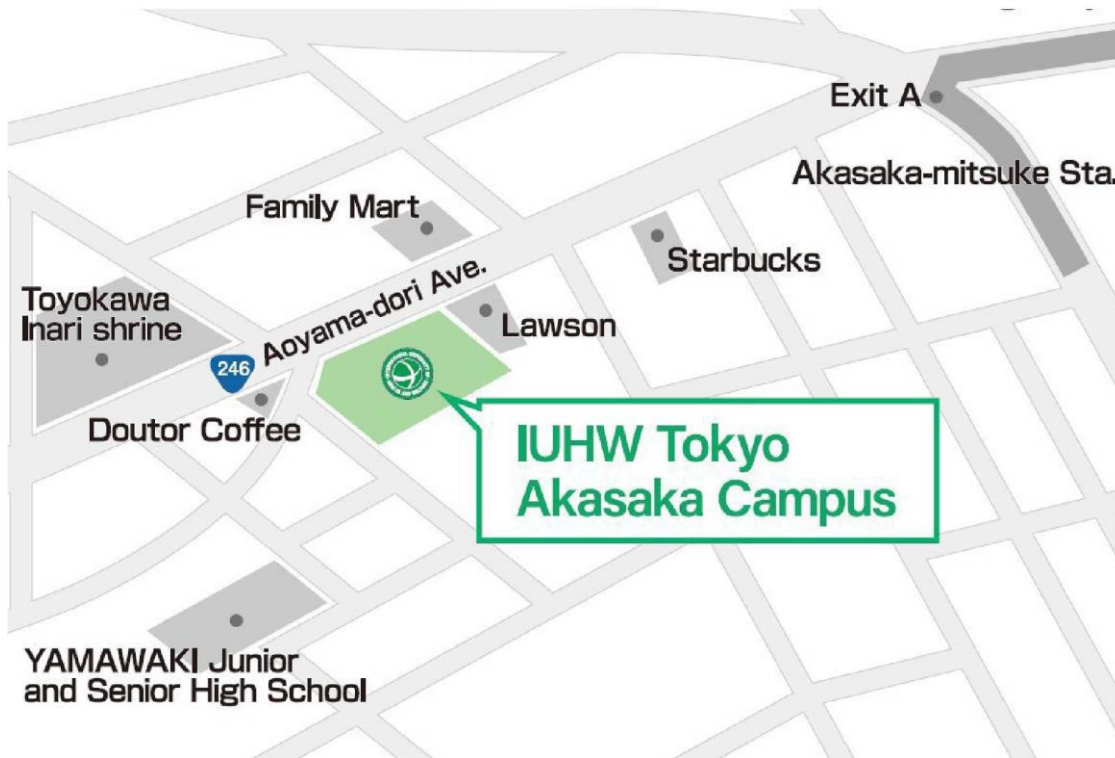 Exit A
Akasaka-mitsuke Sta.
Family Mart
Starbucks
Aoyama-dori Ave.
Toyokawa
Inari shrine
Lawson
246
Doutor Coffee
IUHW Tokyo
Akasaka Campus
YAMAWAKI Junior
and Senior High School